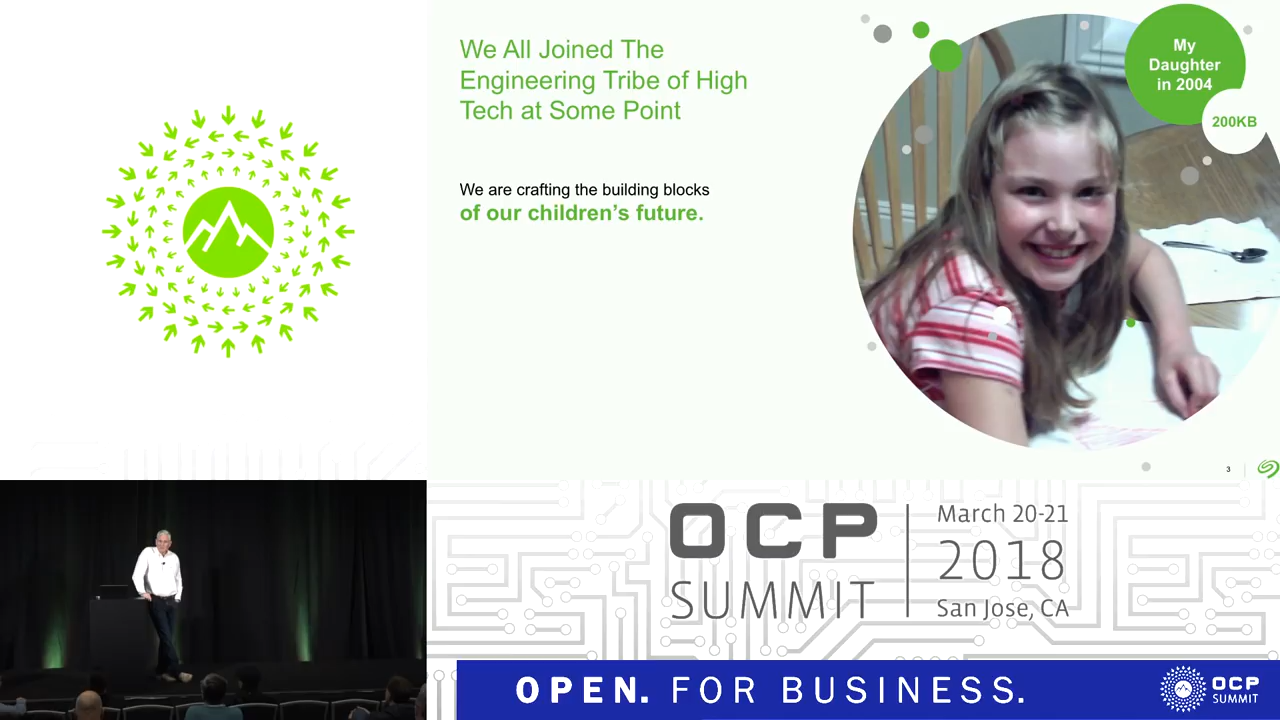 We All Joined The
Engineering Tribe of High
Tech at Some Point
We are crafting the building blocks
of our children’s future.
My
Daughter
in 2004
200KB
3
OCP
SUMMIT
March 20-21
2018
San Jose, CA
OPEN. FOR BUSINESS.
OCP
SUMMIT